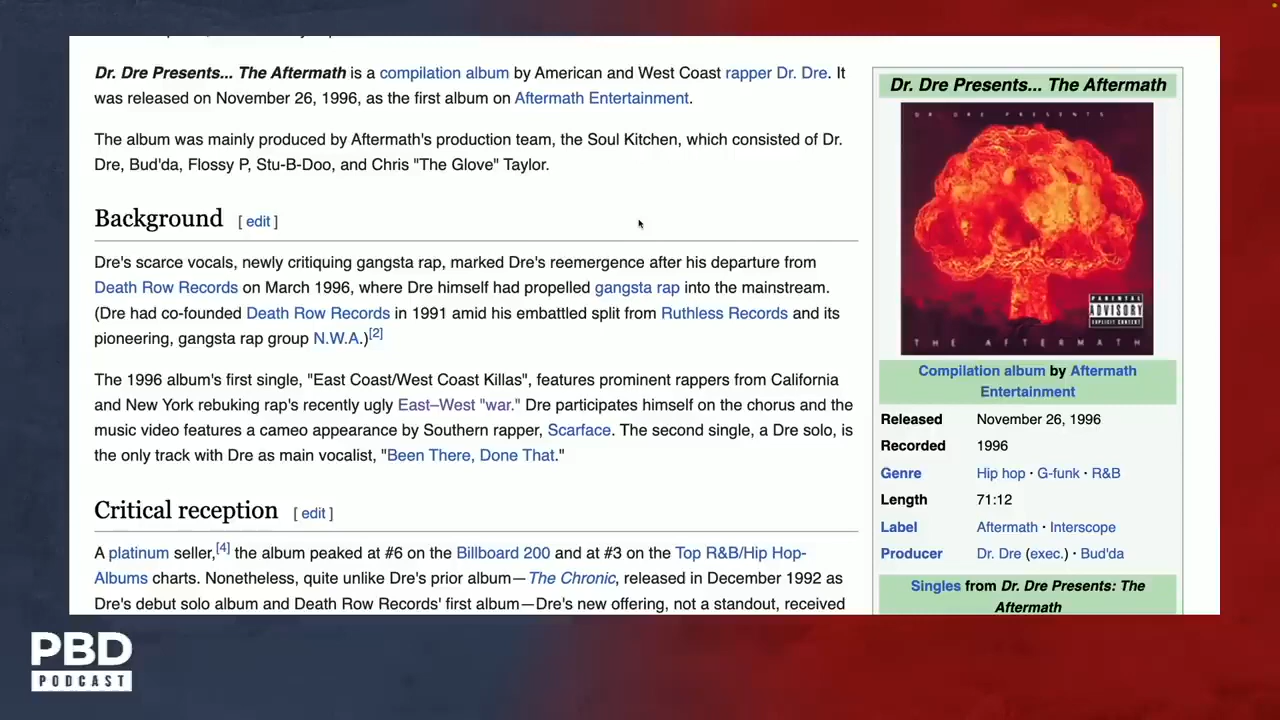 Dr. Dre Presents... The Aftermath is a compilation album by American and West Coast rapper Dr. Dre. It
was released on November 26, 1996, as the first album on Aftermath Entertainment.
The album was mainly produced by Aftermath's production team, the Soul Kitchen, which consisted of Dr.
Dre, Bud'da, Flossy P, Stu-B-Doo, and Chris "The Glove" Taylor.
Background [ edit ]
Dre's scarce vocals, newly critiquing gangsta rap, marked Dre's reemergence after his departure from
Death Row Records on March 1996, where Dre himself had propelled gangsta rap into the mainstream.
(Dre had co-founded Death Row Records in 1991 amid his embattled split from Ruthless Records and its
pioneering, gangsta rap group N.W.A.)[2]
The 1996 album's first single, "East Coast/West Coast Killas", features prominent rappers from California
and New York rebuking rap's recently ugly East–West "war." Dre participates himself on the chorus and the
music video features a cameo appearance by Southern rapper, Scarface. The second single, a Dre solo, is
the only track with Dre as main vocalist, "Been There, Done That."
Critical reception [ edit ]
A platinum seller,[4] the album peaked at #6 on the Billboard 200 and at #3 on the Top R&B/Hip Hop-
Albums charts. Nonetheless, quite unlike Dre's prior album—The Chronic, released in December 1992 as
Dre's debut solo album and Death Row Records' first album—Dre's new offering, not a standout, received
Dr. Dre Presents... The Aftermath
DR. DRE PRESENTS
PARENTAL
ADVISORY
EXPLICIT CONTENT
THE AFTERMATH
Compilation album by Aftermath
Entertainment
Released November 26, 1996
Recorded 1996
Genre Hip hop · G-funk · R&B
Length 71:12
Label Aftermath · Interscope
Producer Dr. Dre (exec.) · Bud'da
Singles from Dr. Dre Presents: The
Aftermath
PBD
PODCAST